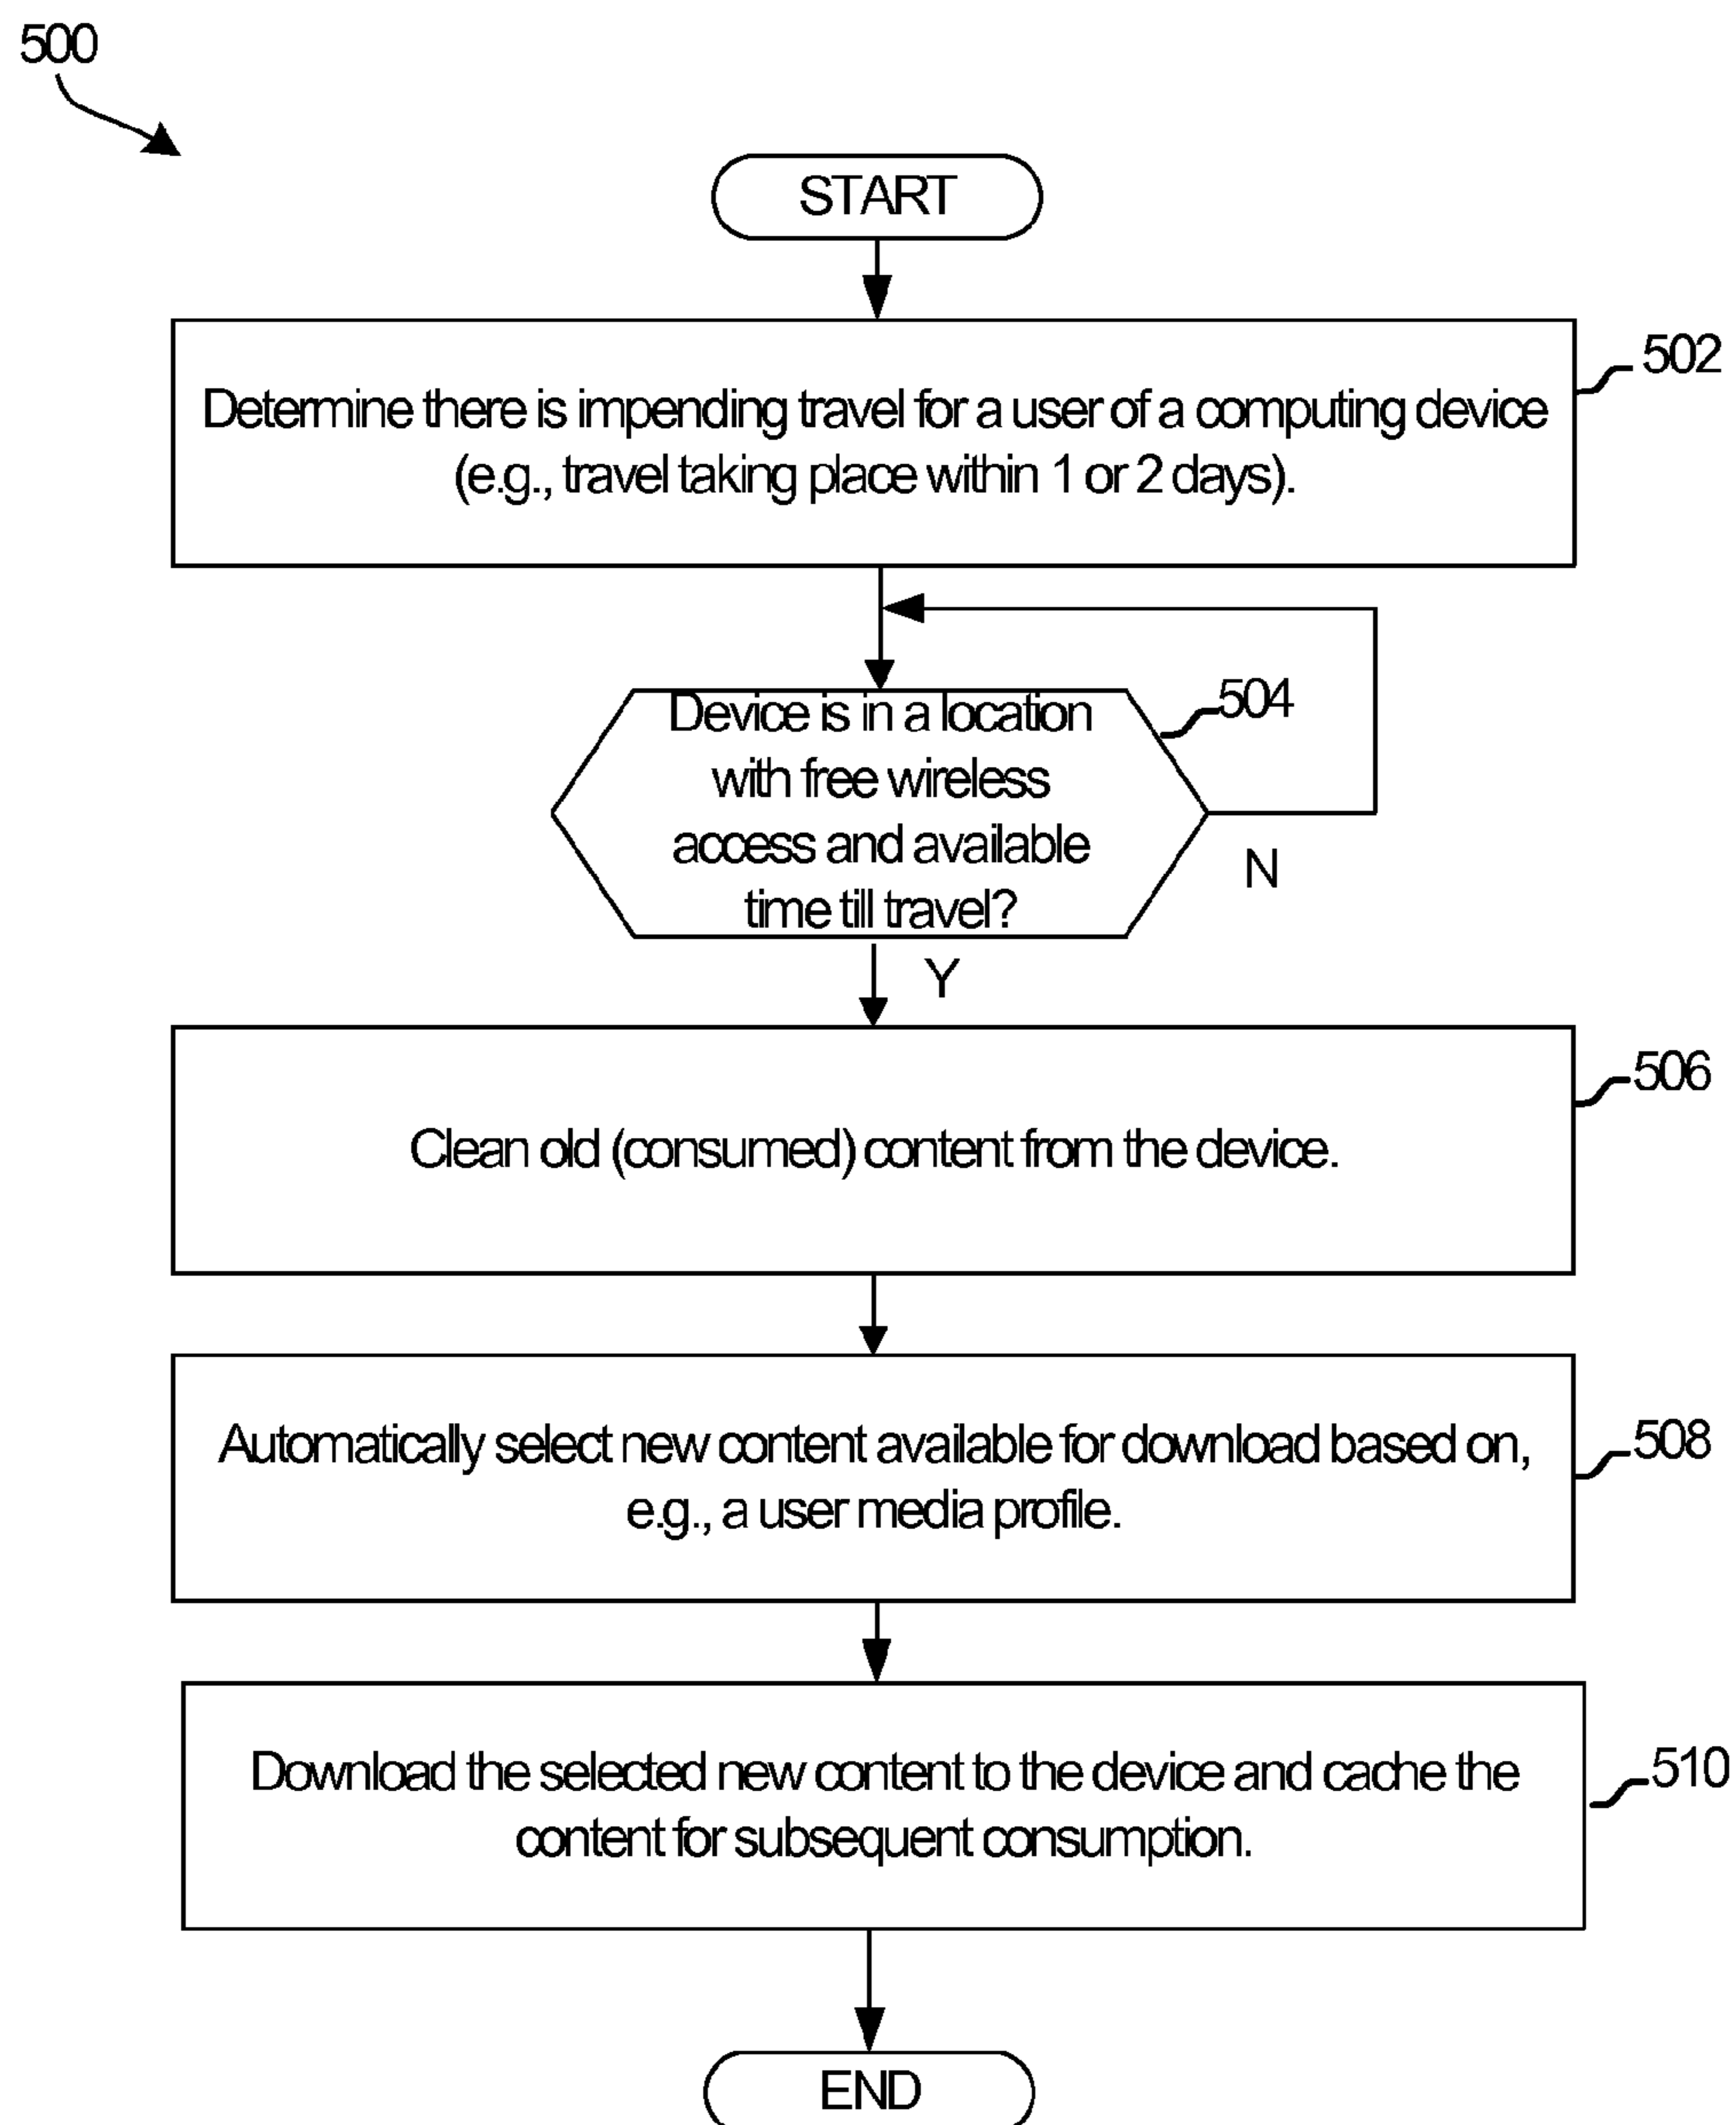 500
START
502
Determine there is impending travel for a user of a computing device
(e.g., travel taking place within 1 or 2 days).
504
Device is in a location
with free wireless
access and available
time till travel?
N
Y
506
Clean old (consumed) content from the device.
508
Automatically select new content available for download based on,
e.g., a user media profile.
510
Download the selected new content to the device and cache the
content for subsequent consumption.
END